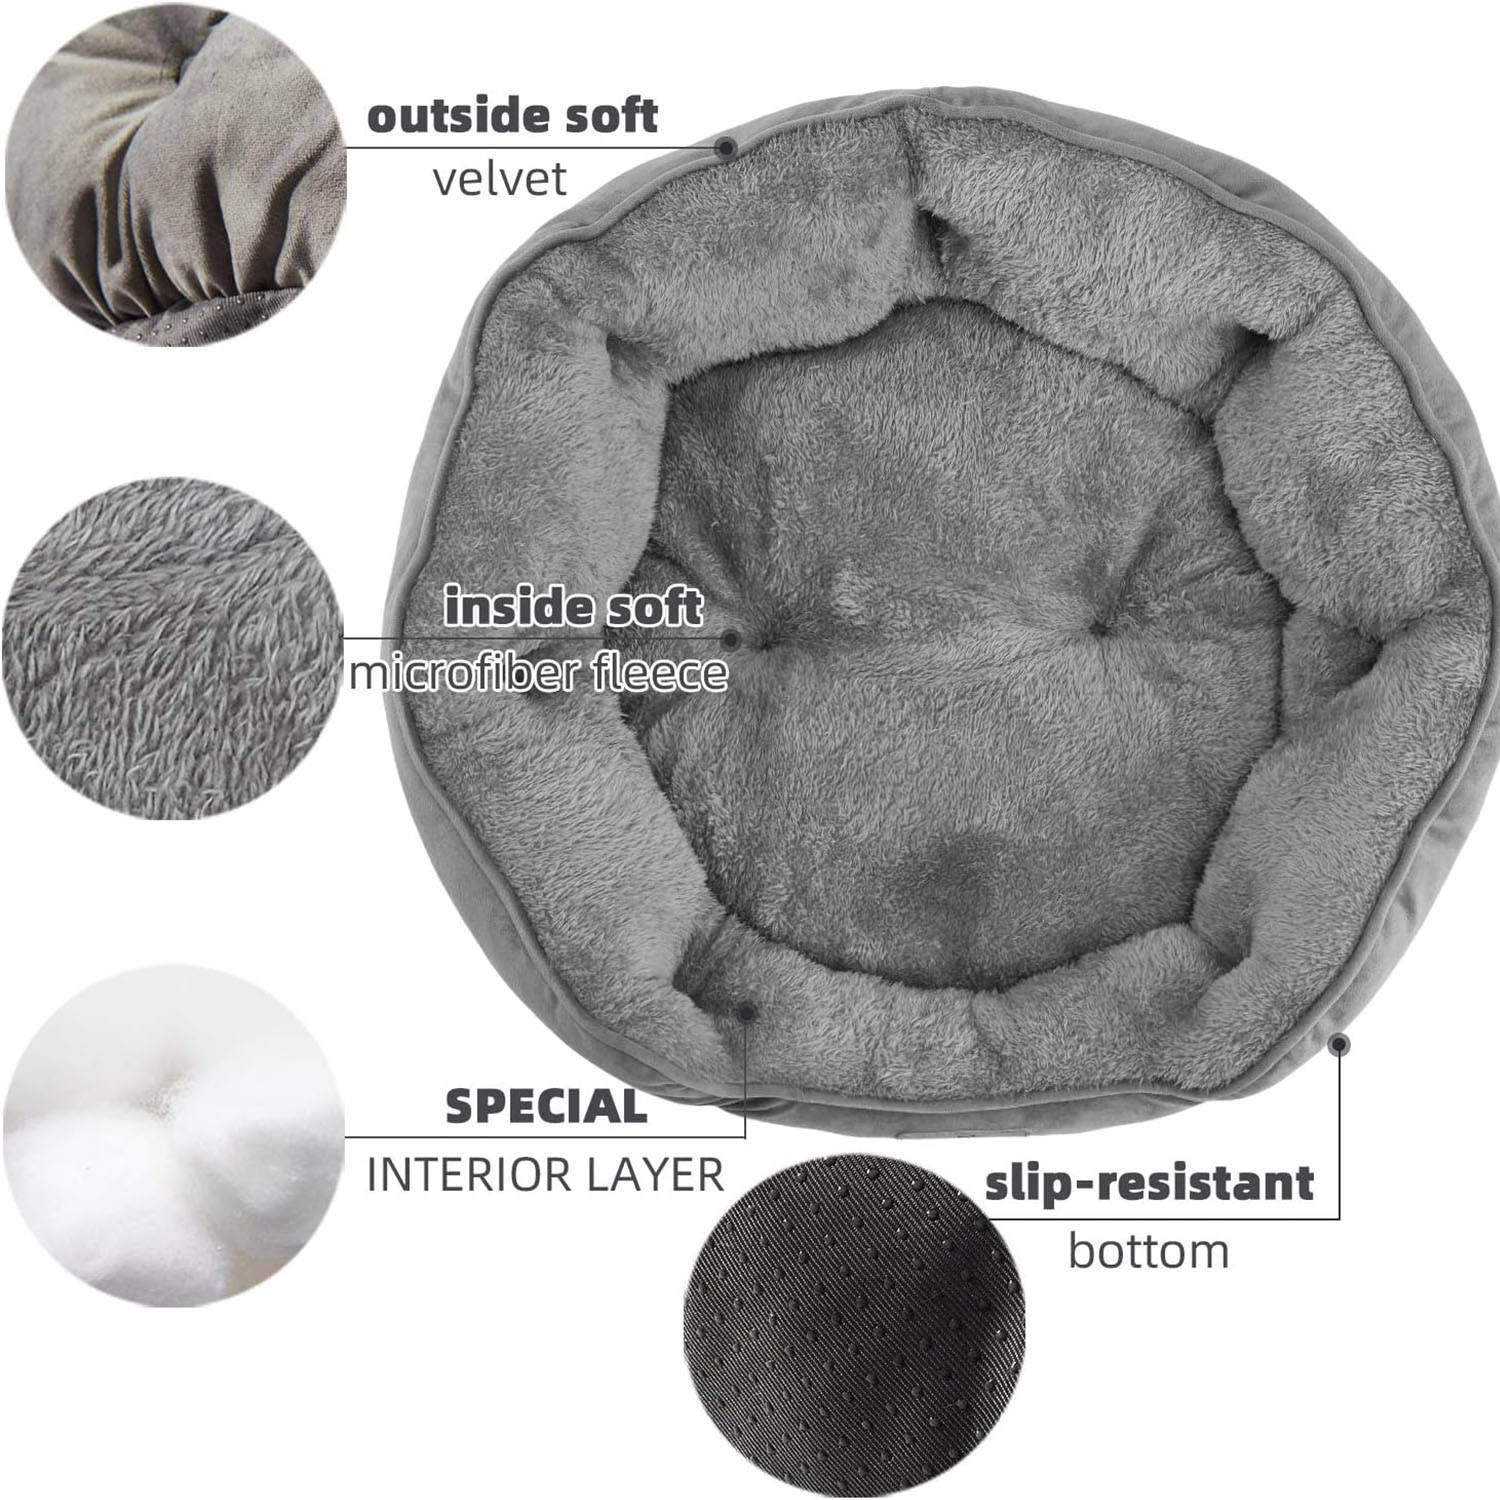 outside soft
velvet
inside soft
microfiber fleece
SPECIAL
INTERIOR LAYER
slip-resistant
bottom